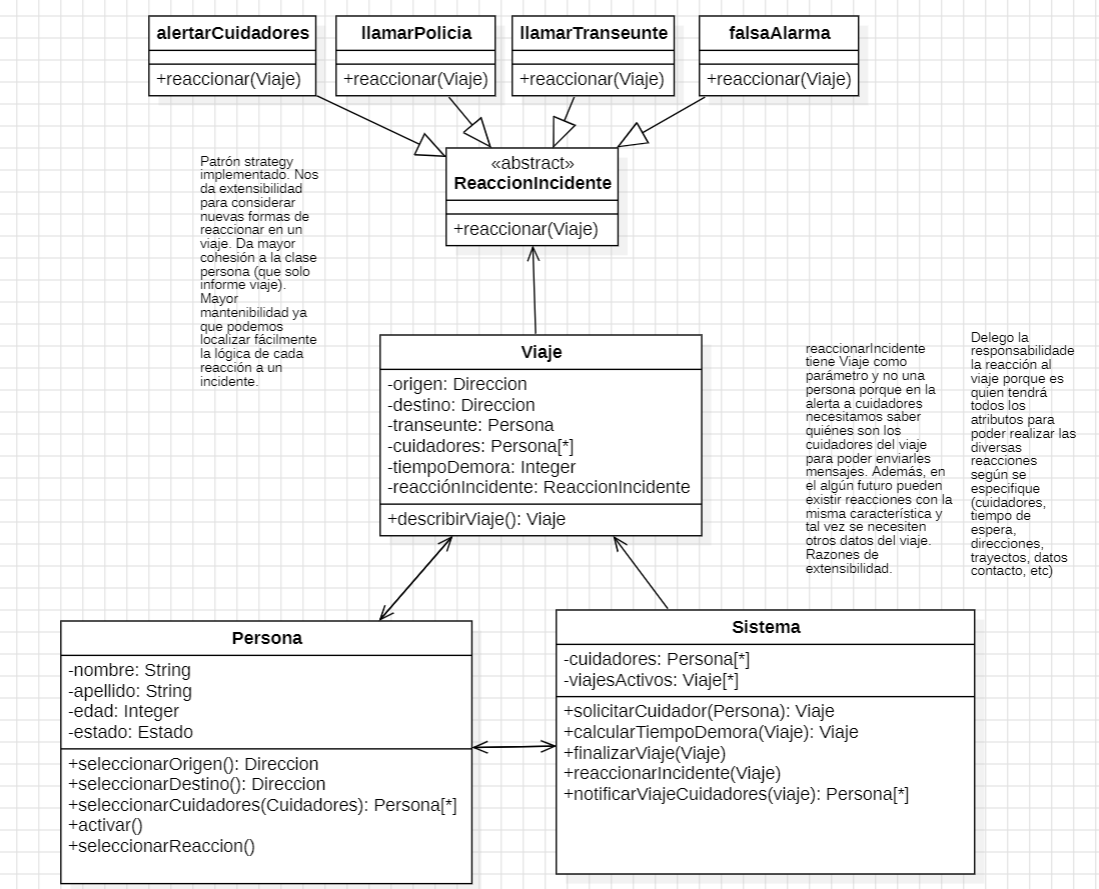 alertarCuidadores
+reaccionar(Viaje)
llamarPolicia
+reaccionar(Viaje)
llamarTranseunte
+reaccionar(Viaje)
falsaAlarma
+reaccionar(Viaje)
«abstract»
ReaccionIncidente
+reaccionar(Viaje)
Patrón strategy
implementado. Nos
da extensibilidad
para considerar
nuevas formas de
reaccionar en un
viaje. Da mayor
cohesión a la clase
persona (que solo
informe viaje).
Mayor
mantenibilidad ya
que podemos
localizar fácilmente
la lógica de cada
reacción a un
incidente.
Viaje
-origen: Direccion
-destino: Direccion
-transeunte: Persona
-cuidadores: Persona[*]
-tiempoDemora: Integer
-reacciónIncidente: ReaccionIncidente
+describirViaje(): Viaje
reaccionarIncidente
tiene Viaje como
parámetro y no una
persona porque en la
alerta a cuidadores
necesitamos saber
quiénes son los
cuidadores del viaje
para poder enviarles
mensajes. Además, en
el algún futuro pueden
existir reacciones con la
misma característica y
tal vez se necesiten
otros datos del viaje.
Razones de
extensibilidad.
Delego la
responsabilidade
la reacción al
viaje porque es
quien tendrá
todos los
atributos para
poder realizar las
diversas
reacciones
según se
especifique
(cuidadores,
tiempo de
espera,
direcciones,
trayectos, datos
contacto, etc)
Persona
-nombre: String
-apellido: String
-edad: Integer
-estado: Estado
+seleccionarOrigen(): Direccion
+seleccionarDestino(): Direccion
+seleccionarCuidadores(Cuidadores): Persona[*]
+activar()
+seleccionarReaccion()
Sistema
-cuidadores: Persona[*]
-viajesActivos: Viaje[*]
+solicitarCuidador(Persona): Viaje
+calcularTiempoDemora(Viaje): Viaje
+finalizarViaje(Viaje)
+reaccionarIncidente(Viaje)
+notificarViajeCuidadores(viaje): Persona[*]